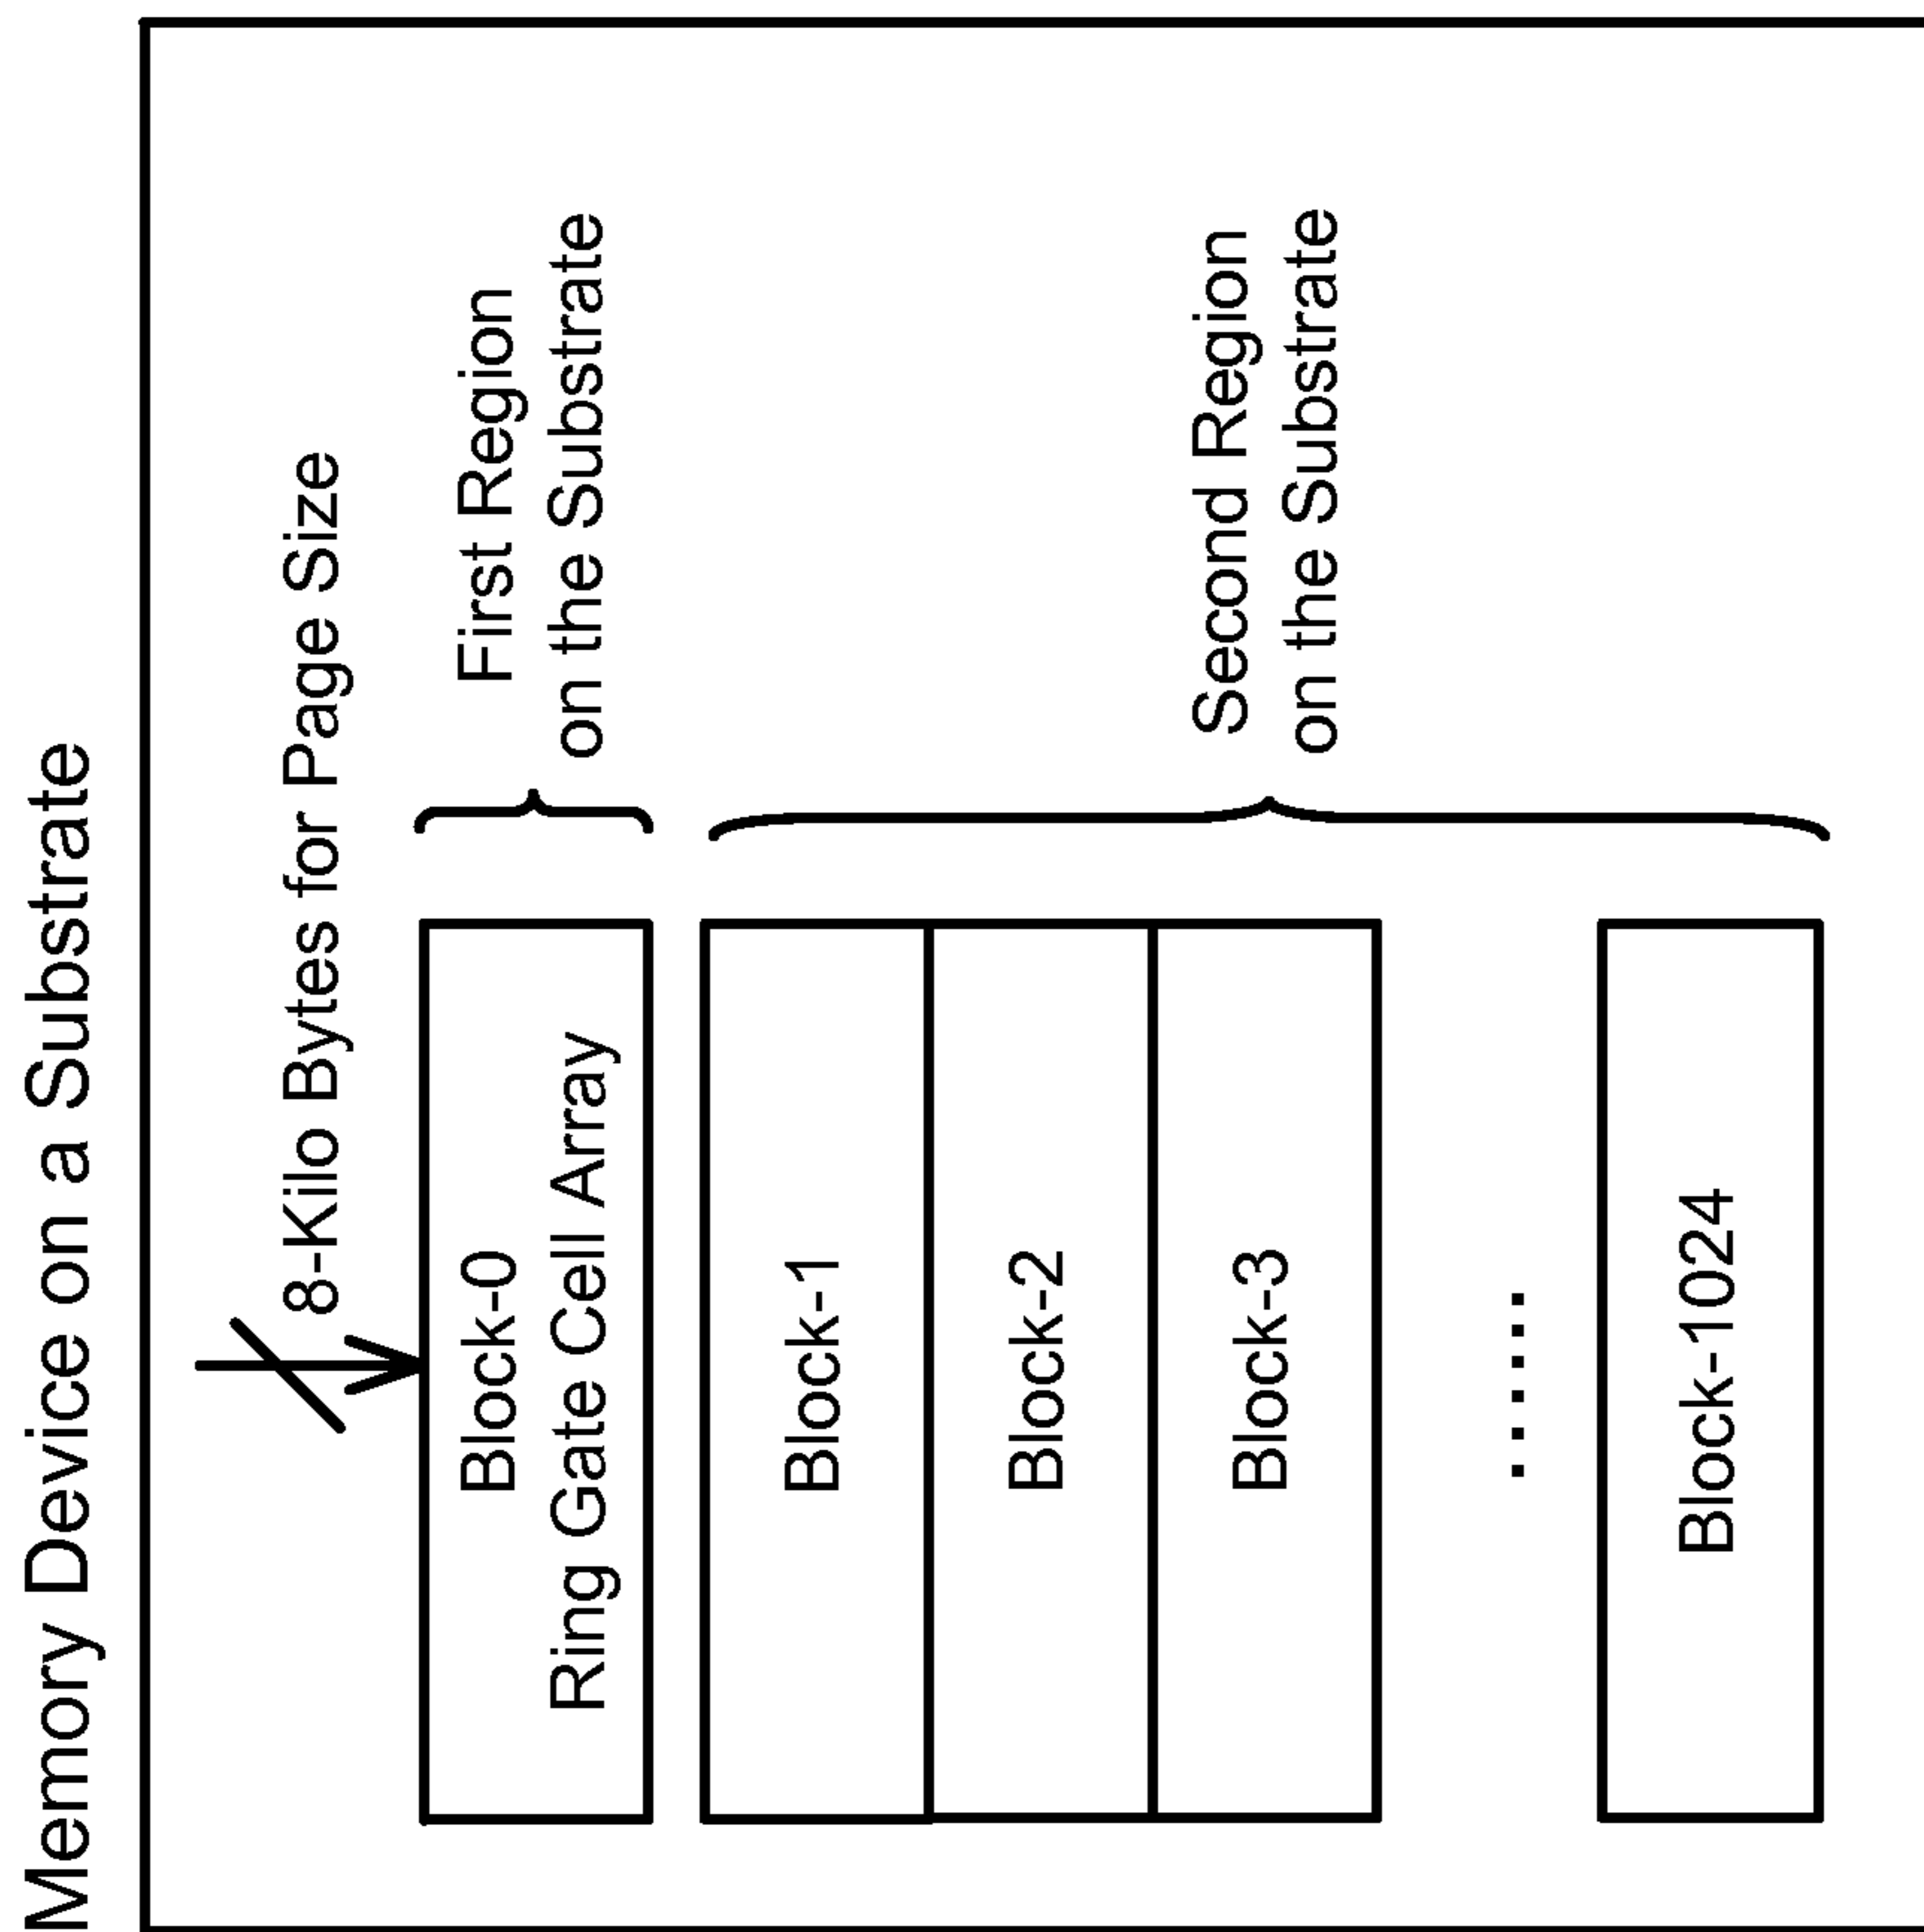 Memory Device on a Substrate
8-Kilo Bytes for Page Size
Block-0
Ring Gate Cell Array
First Region
on the Substrate
Block-1
Block-2
Block-3
......
Block-1024
Second Region
on the Substrate